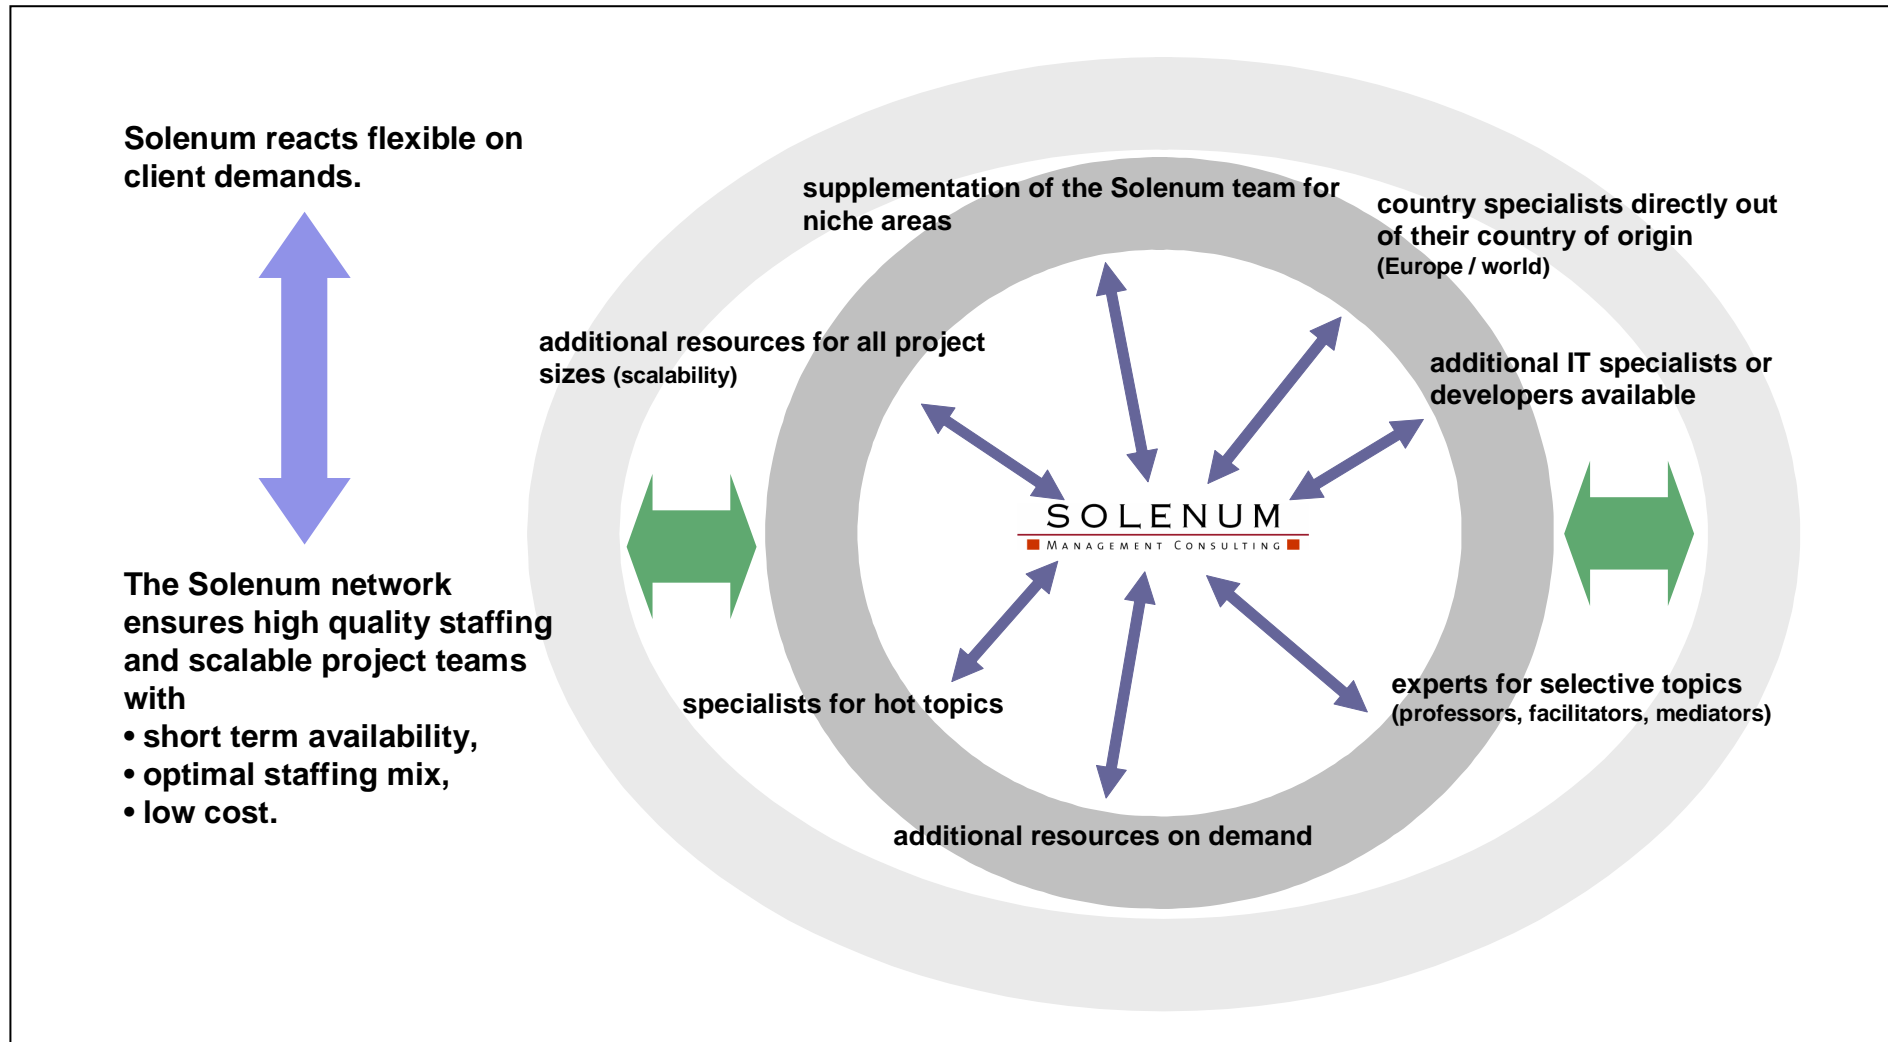 Solenum reacts flexible on
client demands.
The Solenum network
ensures high quality staffing
and scalable project teams
with
• short term availability,
• optimal staffing mix,
• low cost.
supplementation of the Solenum team for
niche areas
country specialists directly out
of their country of origin
(Europe / world)
additional resources for all project
sizes (scalability)
additional IT specialists or
developers available
SOLENUM
MANAGEMENT CONSULTING
specialists for hot topics
experts for selective topics
(professors, facilitators, mediators)
additional resources on demand